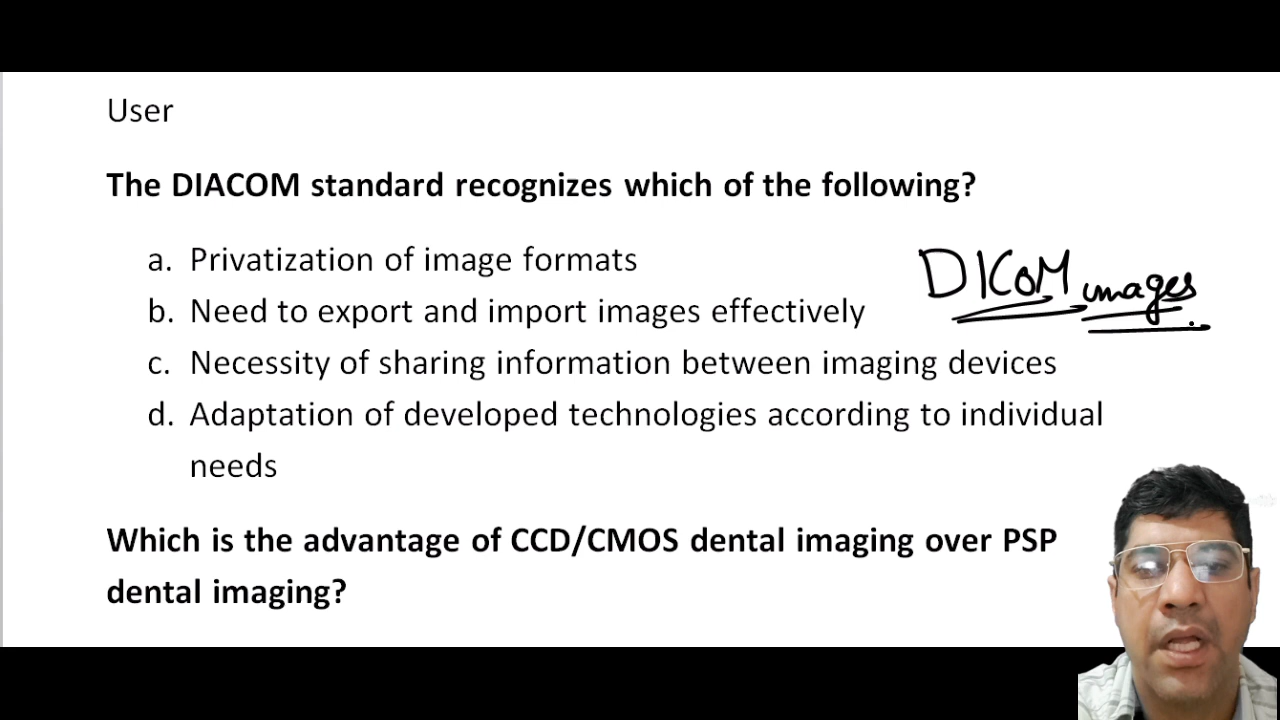 User
The DIACOM standard recognizes which of the following?
a. Privatization of image formats
b. Need to export and import images effectively
c. Necessity of sharing information between imaging devices
d. Adaptation of developed technologies according to individual
needs
DICOM images
Which is the advantage of CCD/CMOS dental imaging over PSP
dental imaging?